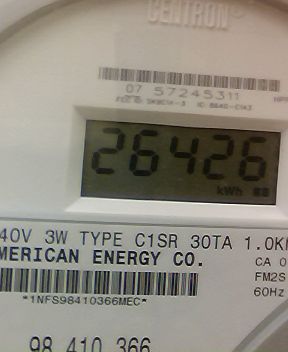 CENTRON®
07 57245311
26426
kWh
40V 3W TYPE C1SR 30TA 1.0K
MERICAN ENERGY CO.
CA 0
FM2S
60Hz
*1NFS98410366MEC*
98 410 366